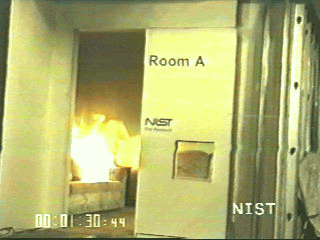 Room A
NIST
Fire Research
NIST
00:01.30:44